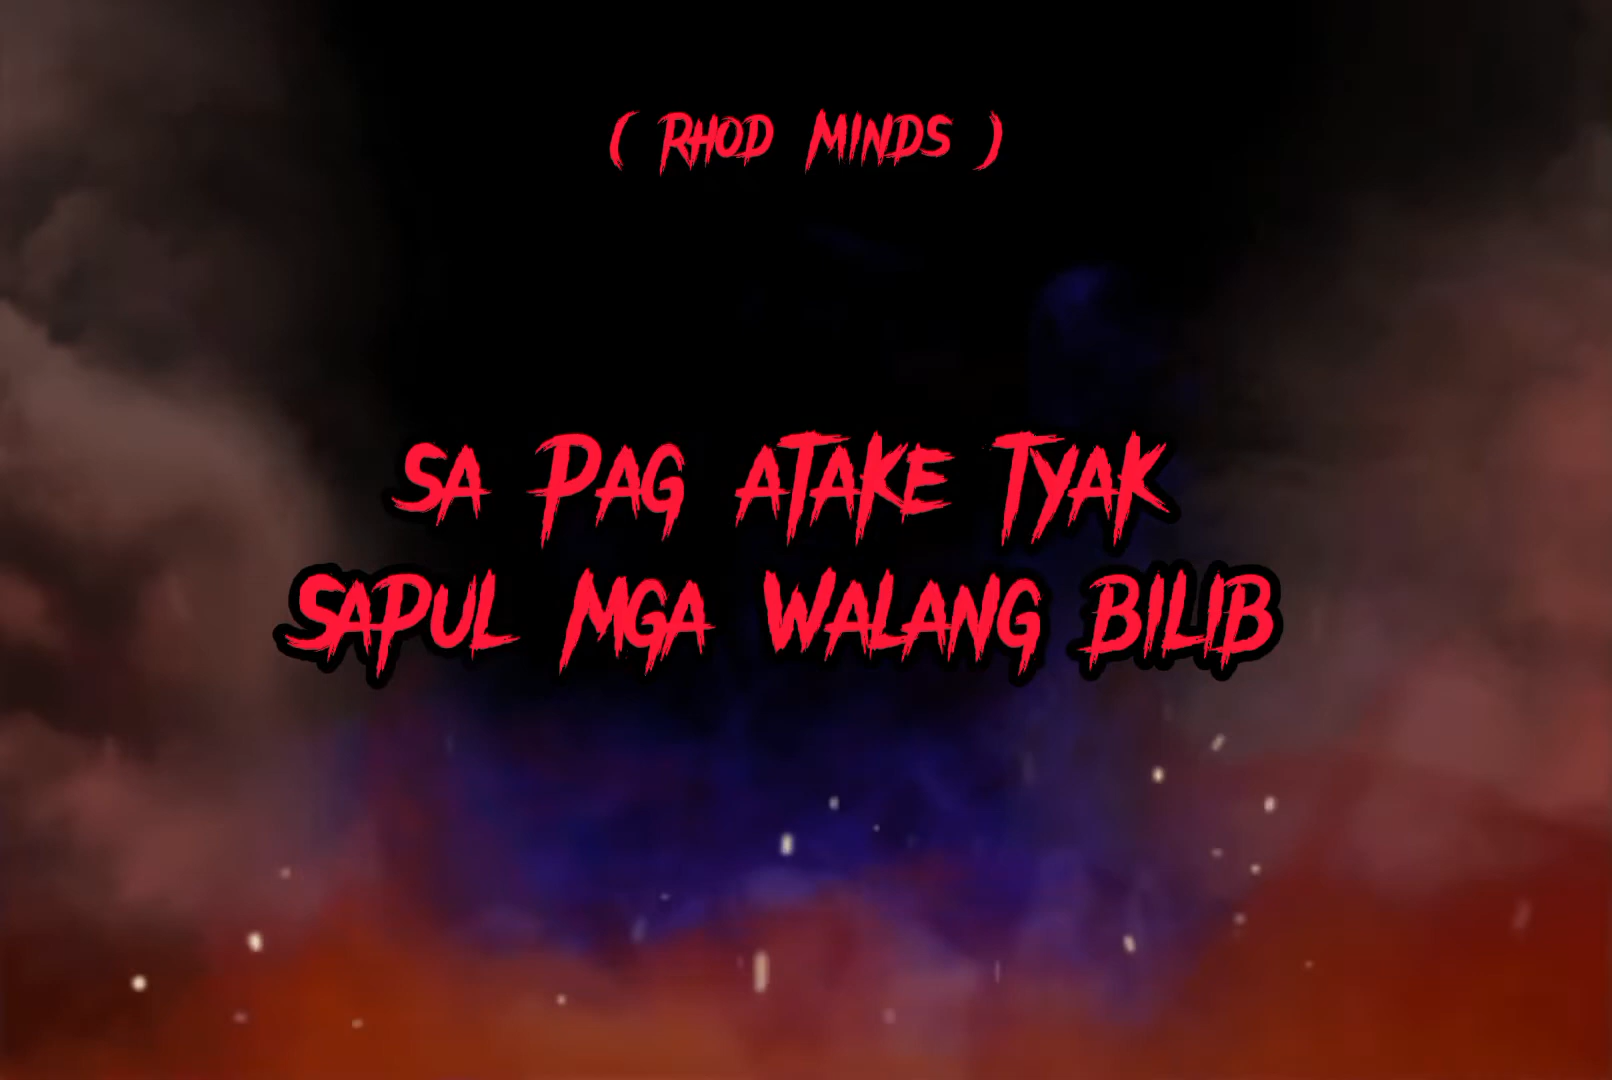 ( RHOD MINDS )
SA PAG ATAKE TYAK
SAPUL MGA WALANG BILIB